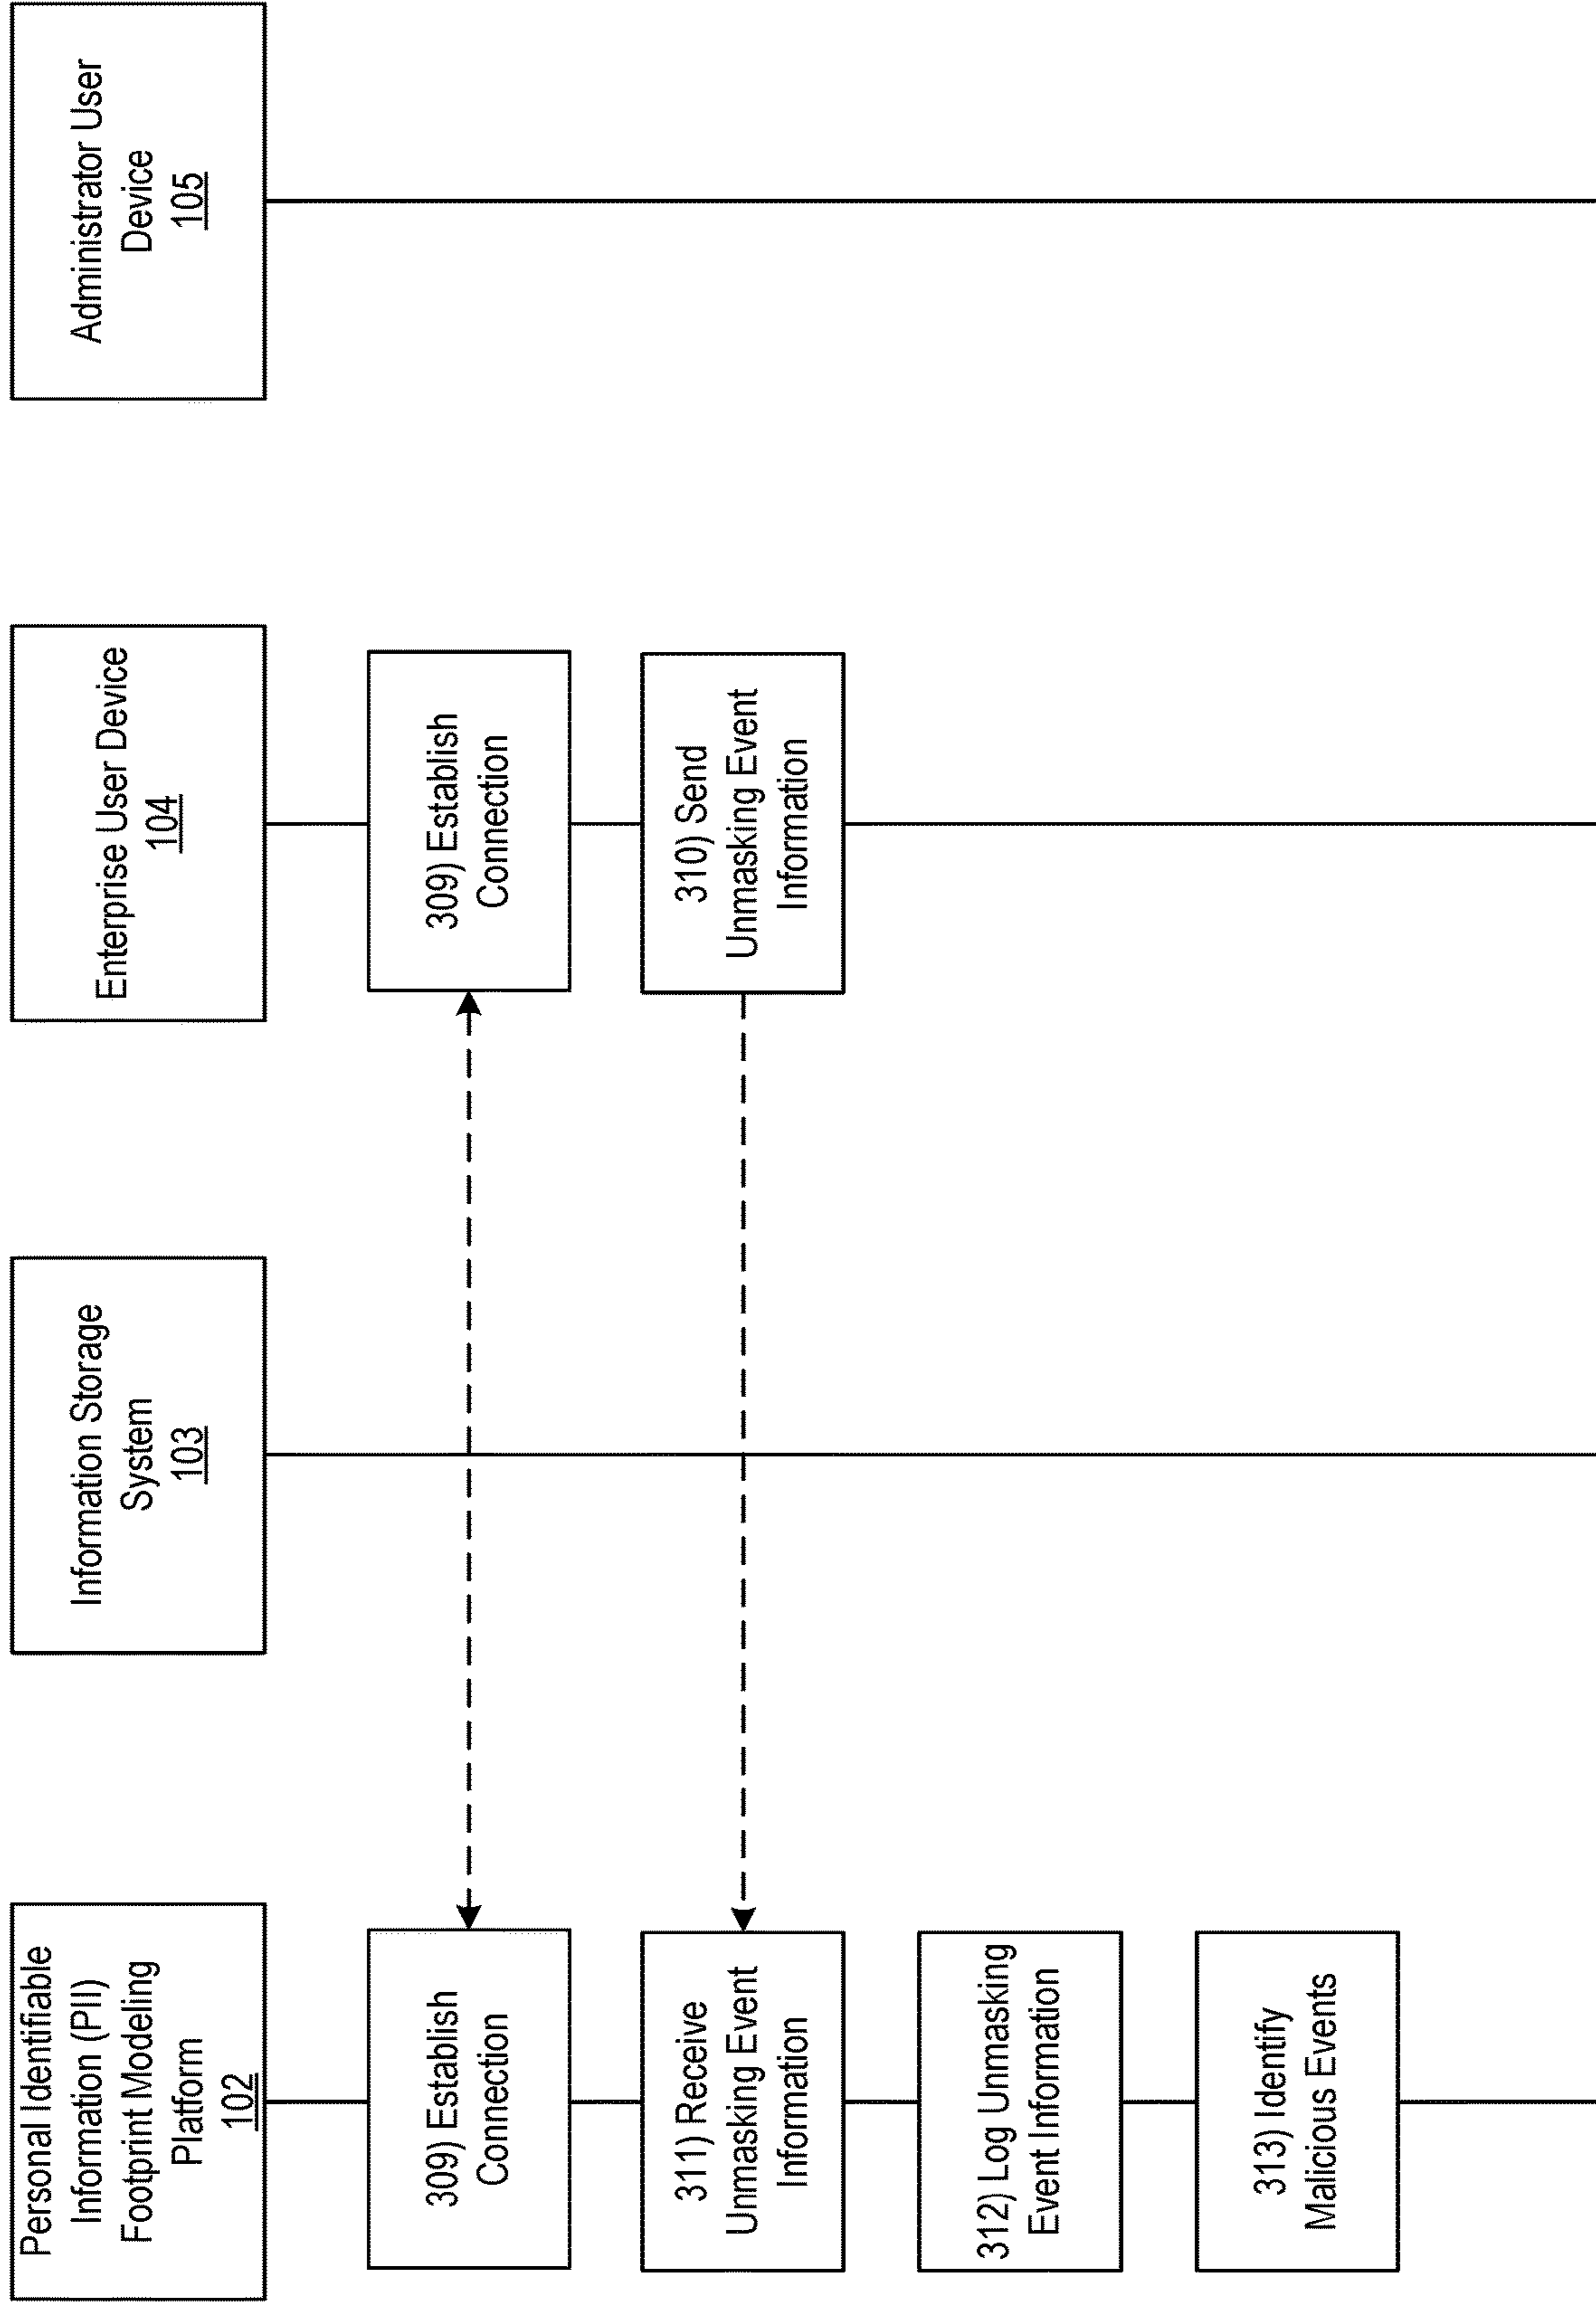 Personal Identifiable
Information (PII)
Footprint Modeling
Platform
102
Information Storage
System
103
Enterprise User Device
104
Administrator User
Device
105
309) Establish
Connection
309) Establish
Connection
311) Receive
Unmasking Event
Information
310) Send
Unmasking Event
Information
312) Log Unmasking
Event Information
313) Identify
Malicious Events